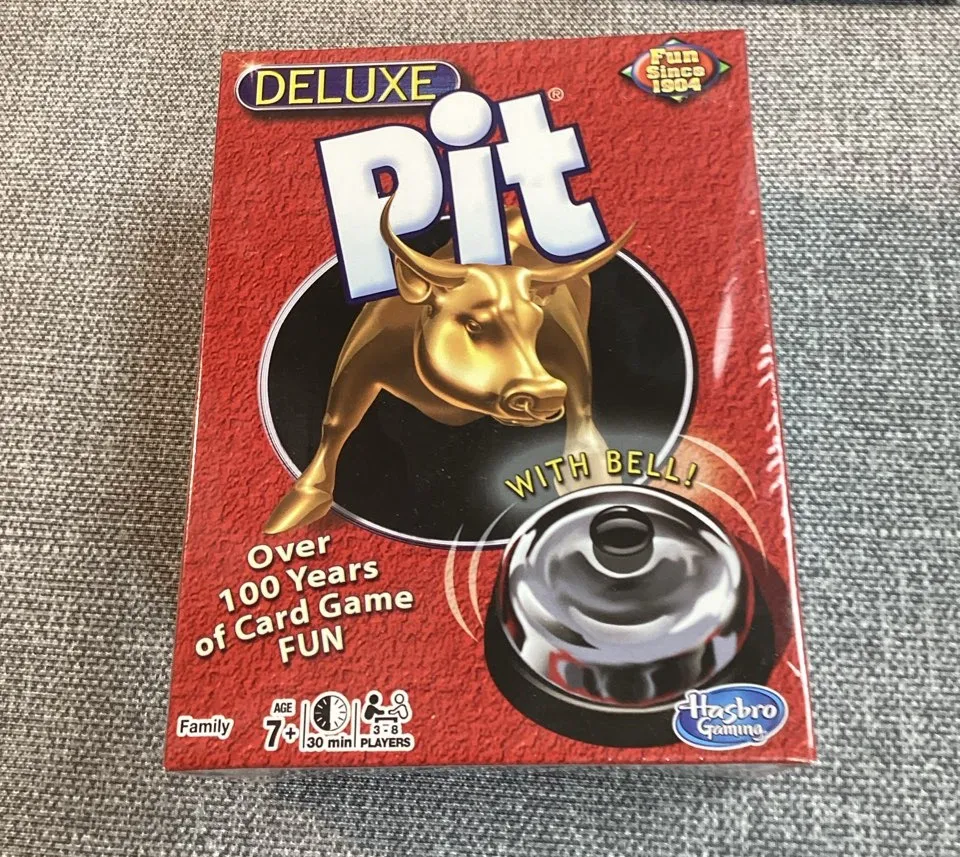 DELUXE
Fun
Since
1904
Pit®
WITH BELL!
Over
100 Years
of Card Game
FUN
Family
AGE
7+
30 min
3 - 8
PLAYERS
Hasbro
Gaming